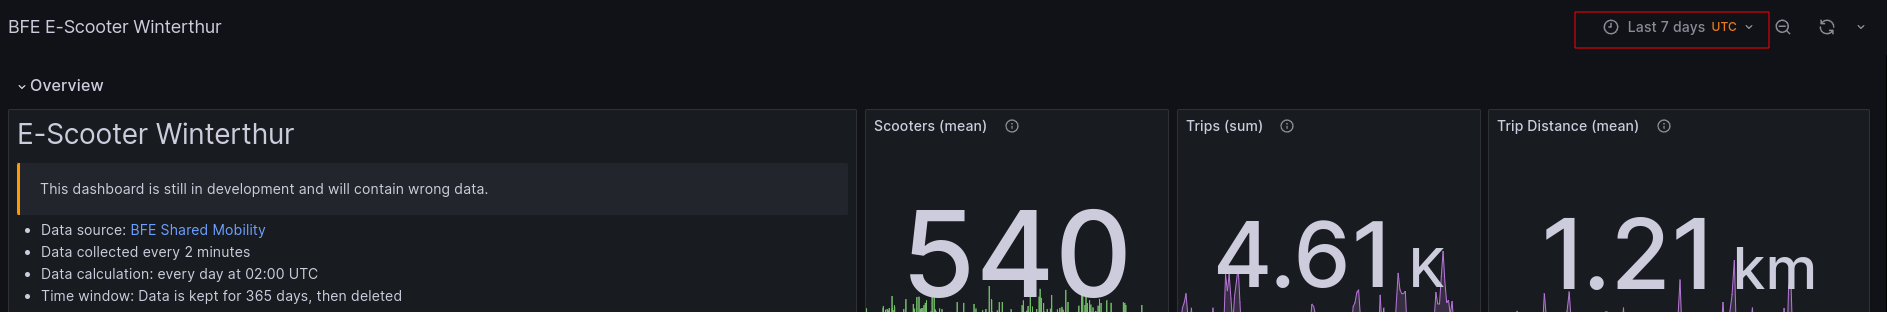 BFE E-Scooter Winterthur
Last 7 days UTC
Overview
E-Scooter Winterthur
This dashboard is still in development and will contain wrong data.
• Data source: BFE Shared Mobility
• Data collected every 2 minutes
• Data calculation: every day at 02:00 UTC
• Time window: Data is kept for 365 days, then deleted
Scooters (mean)
540
Trips (sum)
4.61 K
Trip Distance (mean)
1.21 km